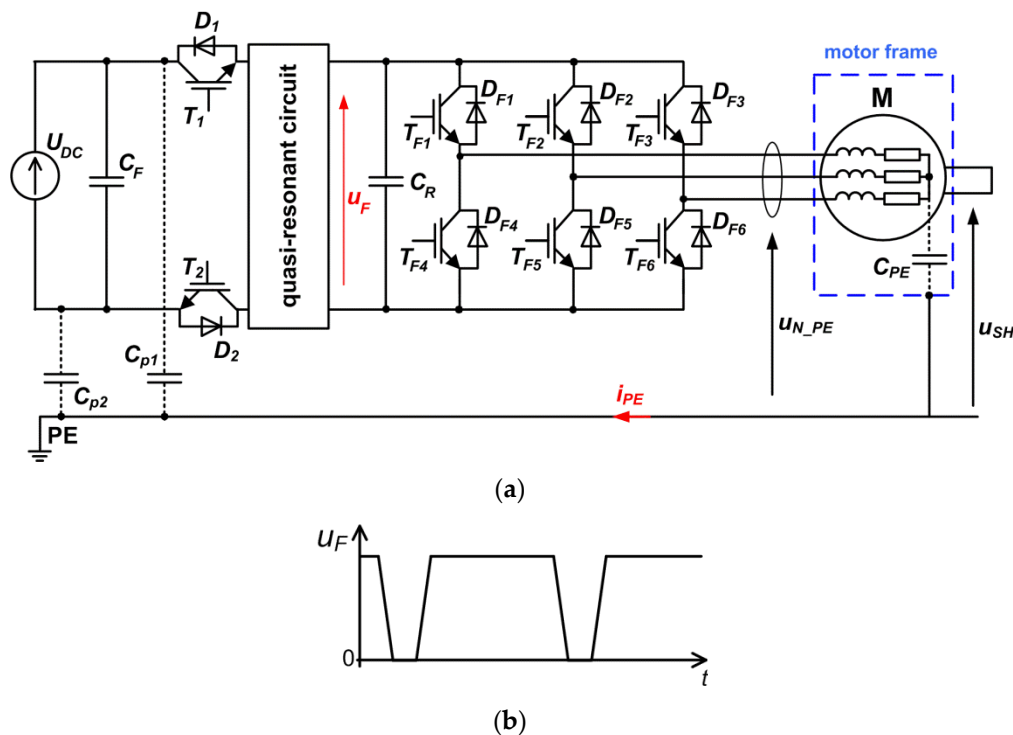 motor frame
D1
M
DF1
DF2
DF3
T1
TF1
TF2
TF3
UDC
CF
quasi-resonant circuit
uF
CR
DF4
DF5
DF6
T2
TF4
TF5
TF6
CPE
D2
uN_PE
uSH
Cp1
Cp2
iPE
PE
(a)
uF
0
t
(b)